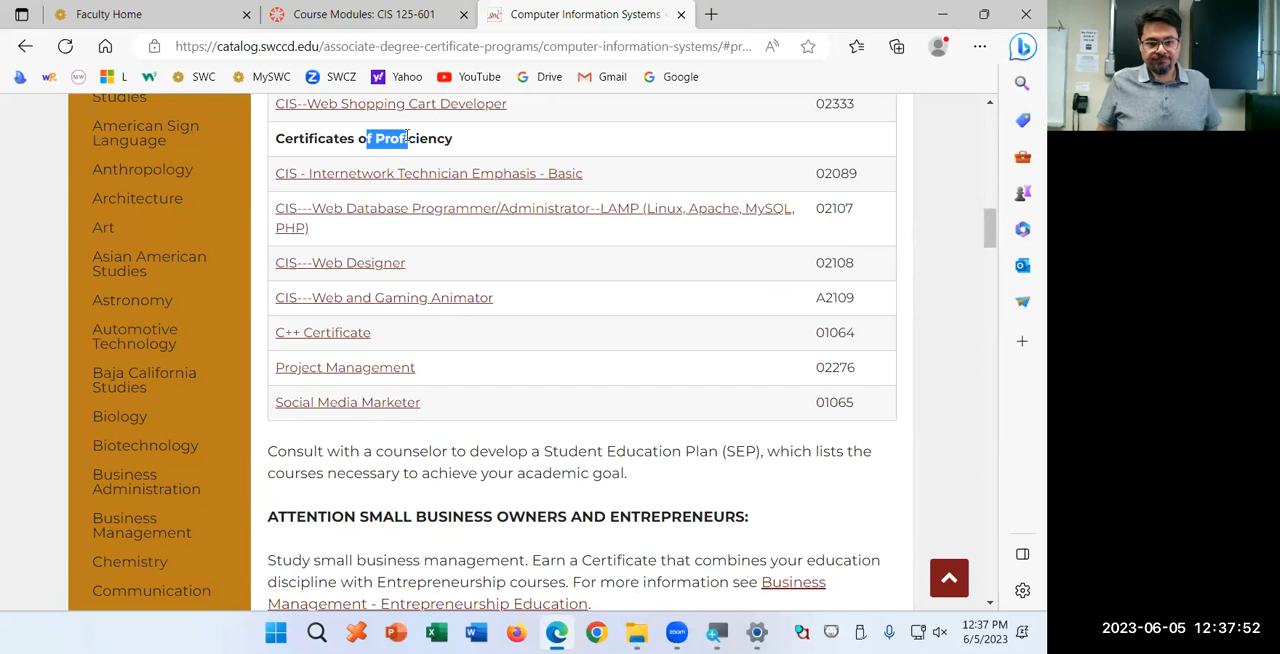 Faculty Home
Course Modules: CIS 125-601
Computer Information Systems
https://catalog.swccd.edu/associate-degree-certificate-programs/computer-information-systems/#pr...
L
SWC
MySWC
SWCZ
Yahoo
YouTube
Drive
Gmail
Google
Studies
American Sign
Language
Anthropology
Architecture
Art
Asian American
Studies
Astronomy
Automotive
Technology
Baja California
Studies
Biology
Biotechnology
Business
Administration
Business
Management
Chemistry
Communication
CIS--Web Shopping Cart Developer 02333
Certificates of Proficiency
CIS - Internetwork Technician Emphasis - Basic 02089
CIS---Web Database Programmer/Administrator--LAMP (Linux, Apache, MySQL, 02107
PHP)
CIS---Web Designer 02108
CIS---Web and Gaming Animator A2109
C++ Certificate 01064
Project Management 02276
Social Media Marketer 01065
Consult with a counselor to develop a Student Education Plan (SEP), which lists the
courses necessary to achieve your academic goal.
ATTENTION SMALL BUSINESS OWNERS AND ENTREPRENEURS:
Study small business management. Earn a Certificate that combines your education
discipline with Entrepreneurship courses. For more information see Business
Management - Entrepreneurship Education.
12:37 PM
6/5/2023
2023-06-05 12:37:52